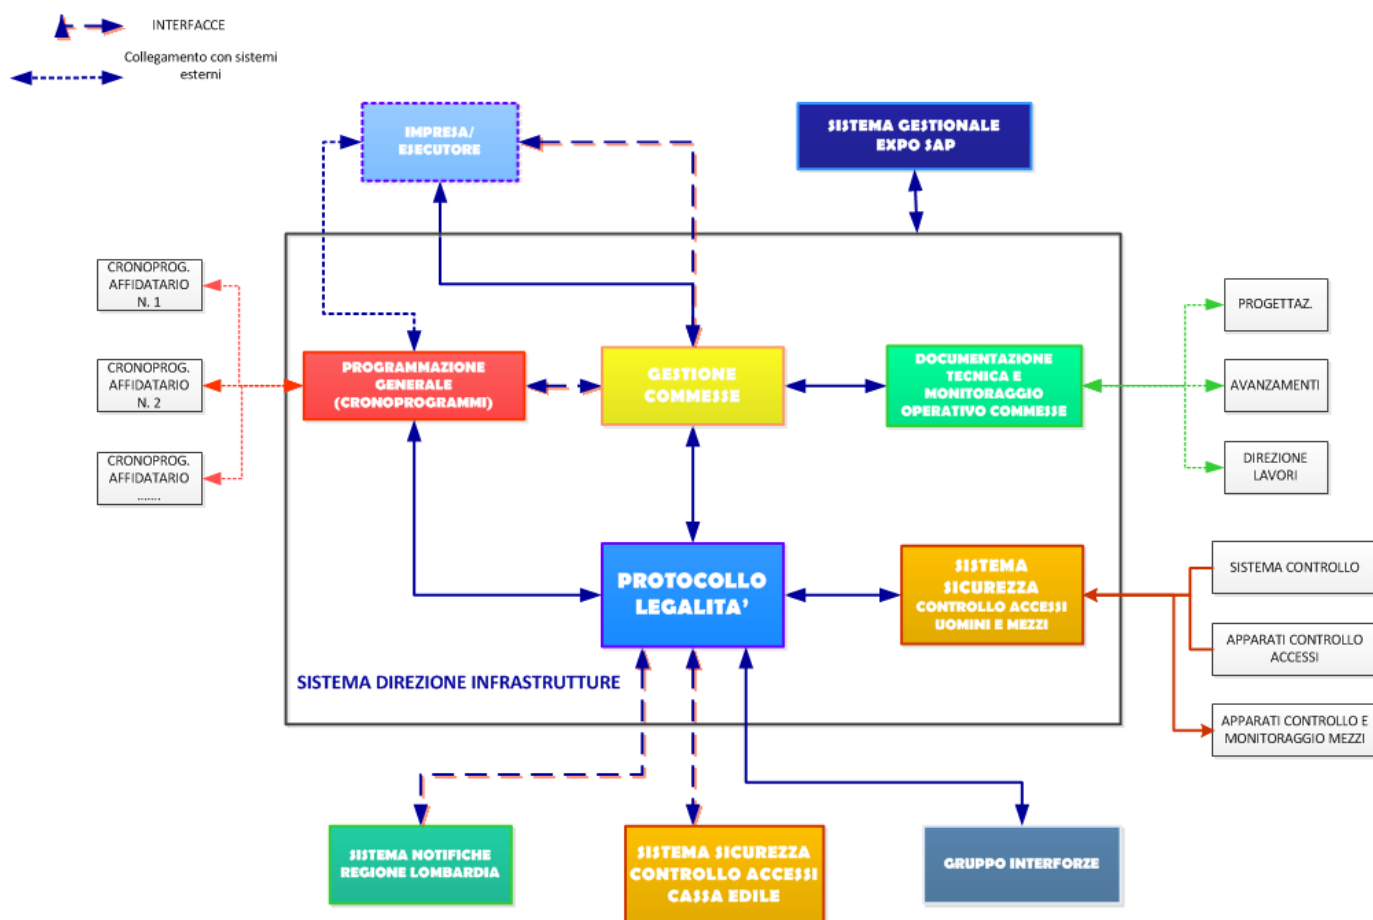 INTERFACCE
Collegamento con sistemi
esterni
IMPRESA/
ESECUTORE
SISTEMA GESTIONALE
EXPO SAP
CRONOPROG.
AFFIDATARIO
N. 1
CRONOPROG.
AFFIDATARIO
N. 2
CRONOPROG.
AFFIDATARIO
.......
PROGRAMMAZIONE
GENERALE
(CRONOPROGRAMMI)
GESTIONE
COMMESSE
DOCUMENTAZIONE
TECNICA E
MONITORAGGIO
OPERATIVO COMMESSE
PROGETTAZ.
AVANZAMENTI
DIREZIONE
LAVORI
PROTOCOLLO
LEGALITA’
SISTEMA
SICUREZZA
CONTROLLO ACCESSI
UOMINI E MEZZI
SISTEMA CONTROLLO
APPARATI CONTROLLO
ACCESSI
APPARATI CONTROLLO E
MONITORAGGIO MEZZI
SISTEMA DIREZIONE INFRASTRUTTURE
SISTEMA NOTIFICHE
REGIONE LOMBARDIA
SISTEMA SICUREZZA
CONTROLLO ACCESSI
CASSA EDILE
GRUPPO INTERFORZE